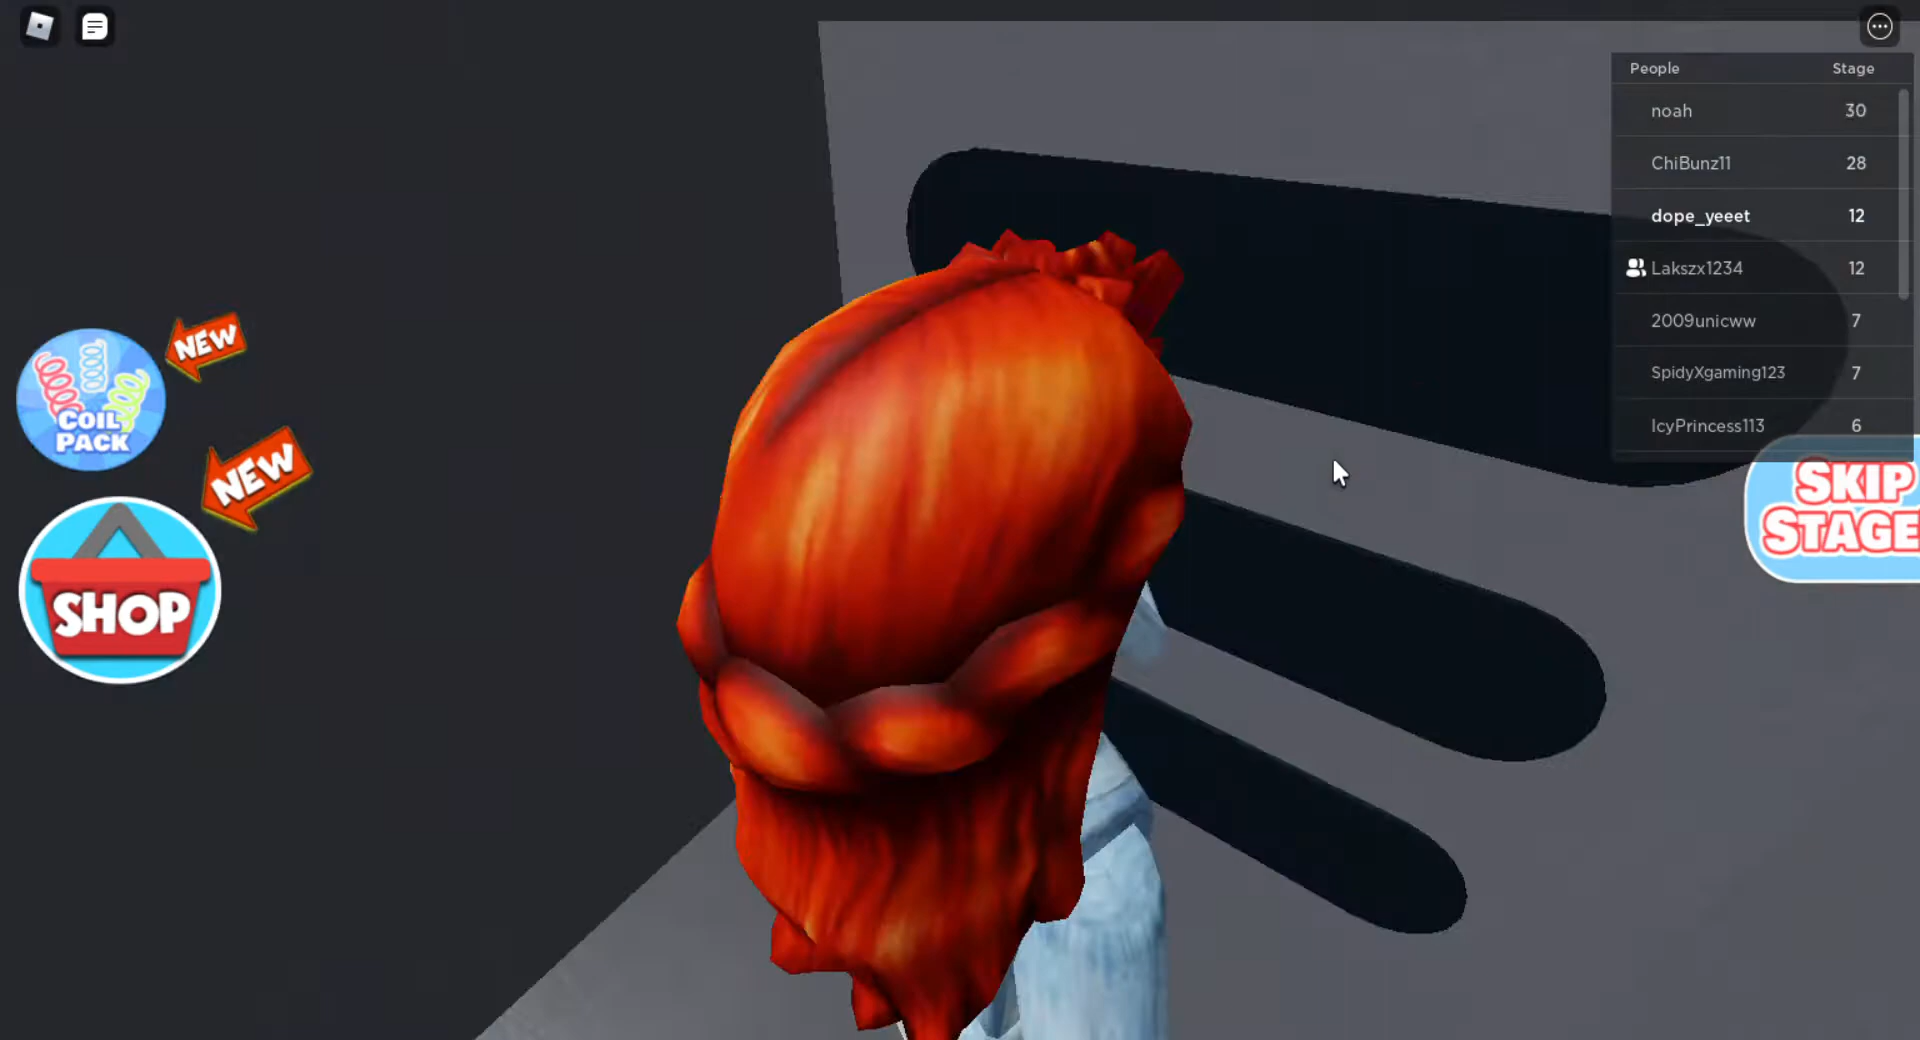 People Stage
noah 30
ChiBunz11 28
dope_yeeet 12
Lakszx1234 12
2009unicww 7
SpidyXgaming123 7
IcyPrincess113 6
NEW
COIL
PACK
NEW
SHOP
SKIP
STAGE